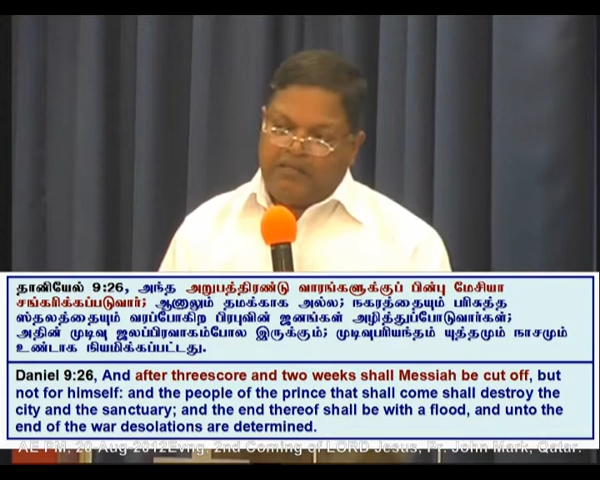 தானியேல் 9:26, அந்த அறுபத்திரண்டு வாரங்களுக்குப் பின்பு மேசியா
சங்கரிக்கப்படுவார்; ஆனாலும் தமக்காக அல்ல; நகரத்தையும் பரிசுத்த
ஸ்தலத்தையும் வரப்போகிற பிரபுவின் ஜனங்கள் அழித்துப்போடுவார்கள்;
அதின் முடிவு ஜலப்பிரவாகம்போல இருக்கும்; முடிவுபரியந்தம் யுத்தமும் நாசமும்
உண்டாக நியமிக்கப்பட்டது.
Daniel 9:26, And after threescore and two weeks shall Messiah be cut off, but
not for himself: and the people of the prince that shall come shall destroy the
city and the sanctuary; and the end thereof shall be with a flood, and unto the
end of the war desolations are determined.
AE PM, 20-Aug-2012Evng, 2nd Coming of LORD Jesus, Pr. John Mark, Qatar.